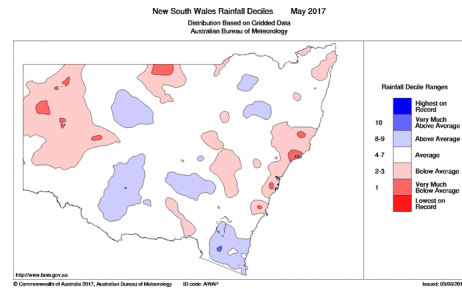 New South Wales Rainfall Deciles May 2017
Distribution Based on Gridded Data
Australian Bureau of Meteorology
Rainfall Decile Ranges
Highest on
Record
10 Very Much
Above Average
8-9 Above Average
4-7 Average
2-3 Below Average
1 Very Much
Below Average
Lowest on
Record
http://www.bom.gov.au
© Commonwealth of Australia 2017, Australian Bureau of Meteorology ID code: AWAP Issued: